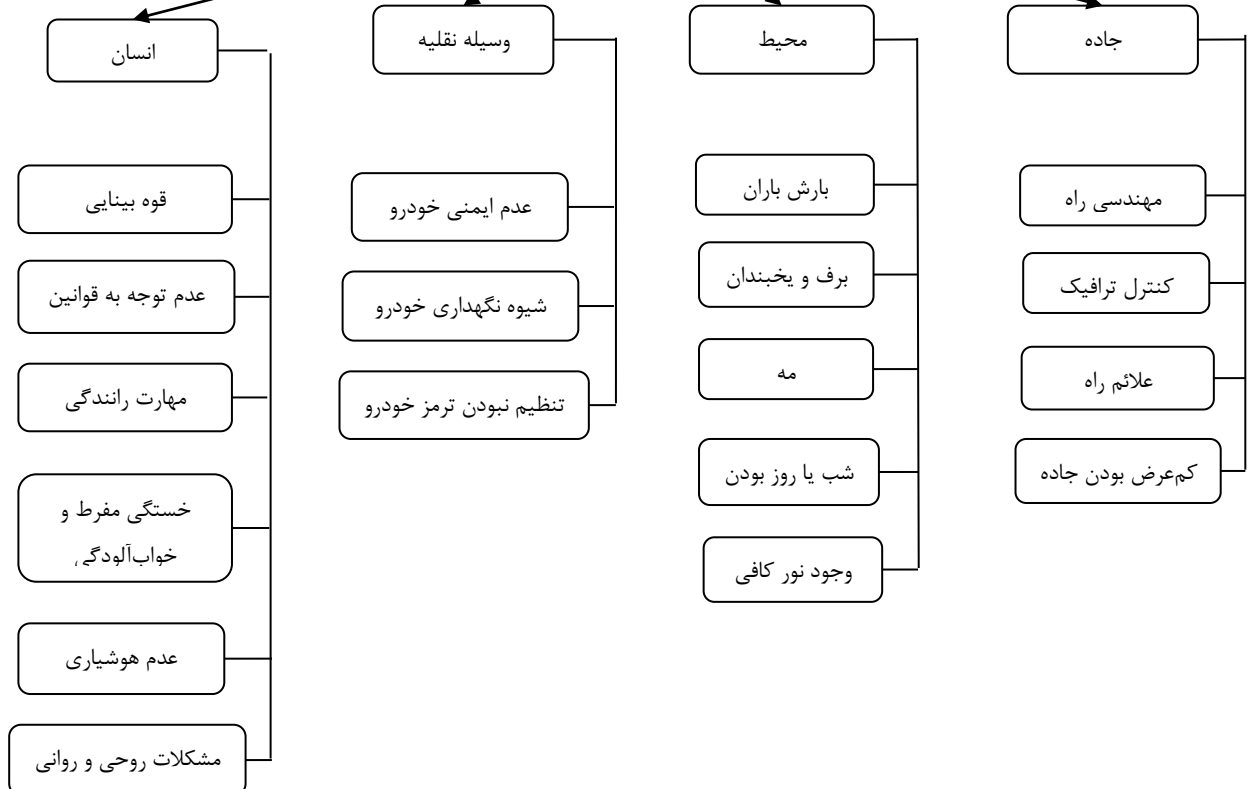 جاده
مهندسی راه
کنترل ترافیک
علائم راه
کم‌عرض بودن جاده
محیط
بارش باران
برف و یخبندان
مه
شب یا روز بودن
وجود نور کافی
وسیله نقلیه
عدم ایمنی خودرو
شیوه نگهداری خودرو
تنظیم نبودن ترمز خودرو
انسان
قوه بینایی
عدم توجه به قوانین
مهارت رانندگی
خستگی مفرط و
خواب‌آلودگی
عدم هوشیاری
مشکلات روحی و روانی